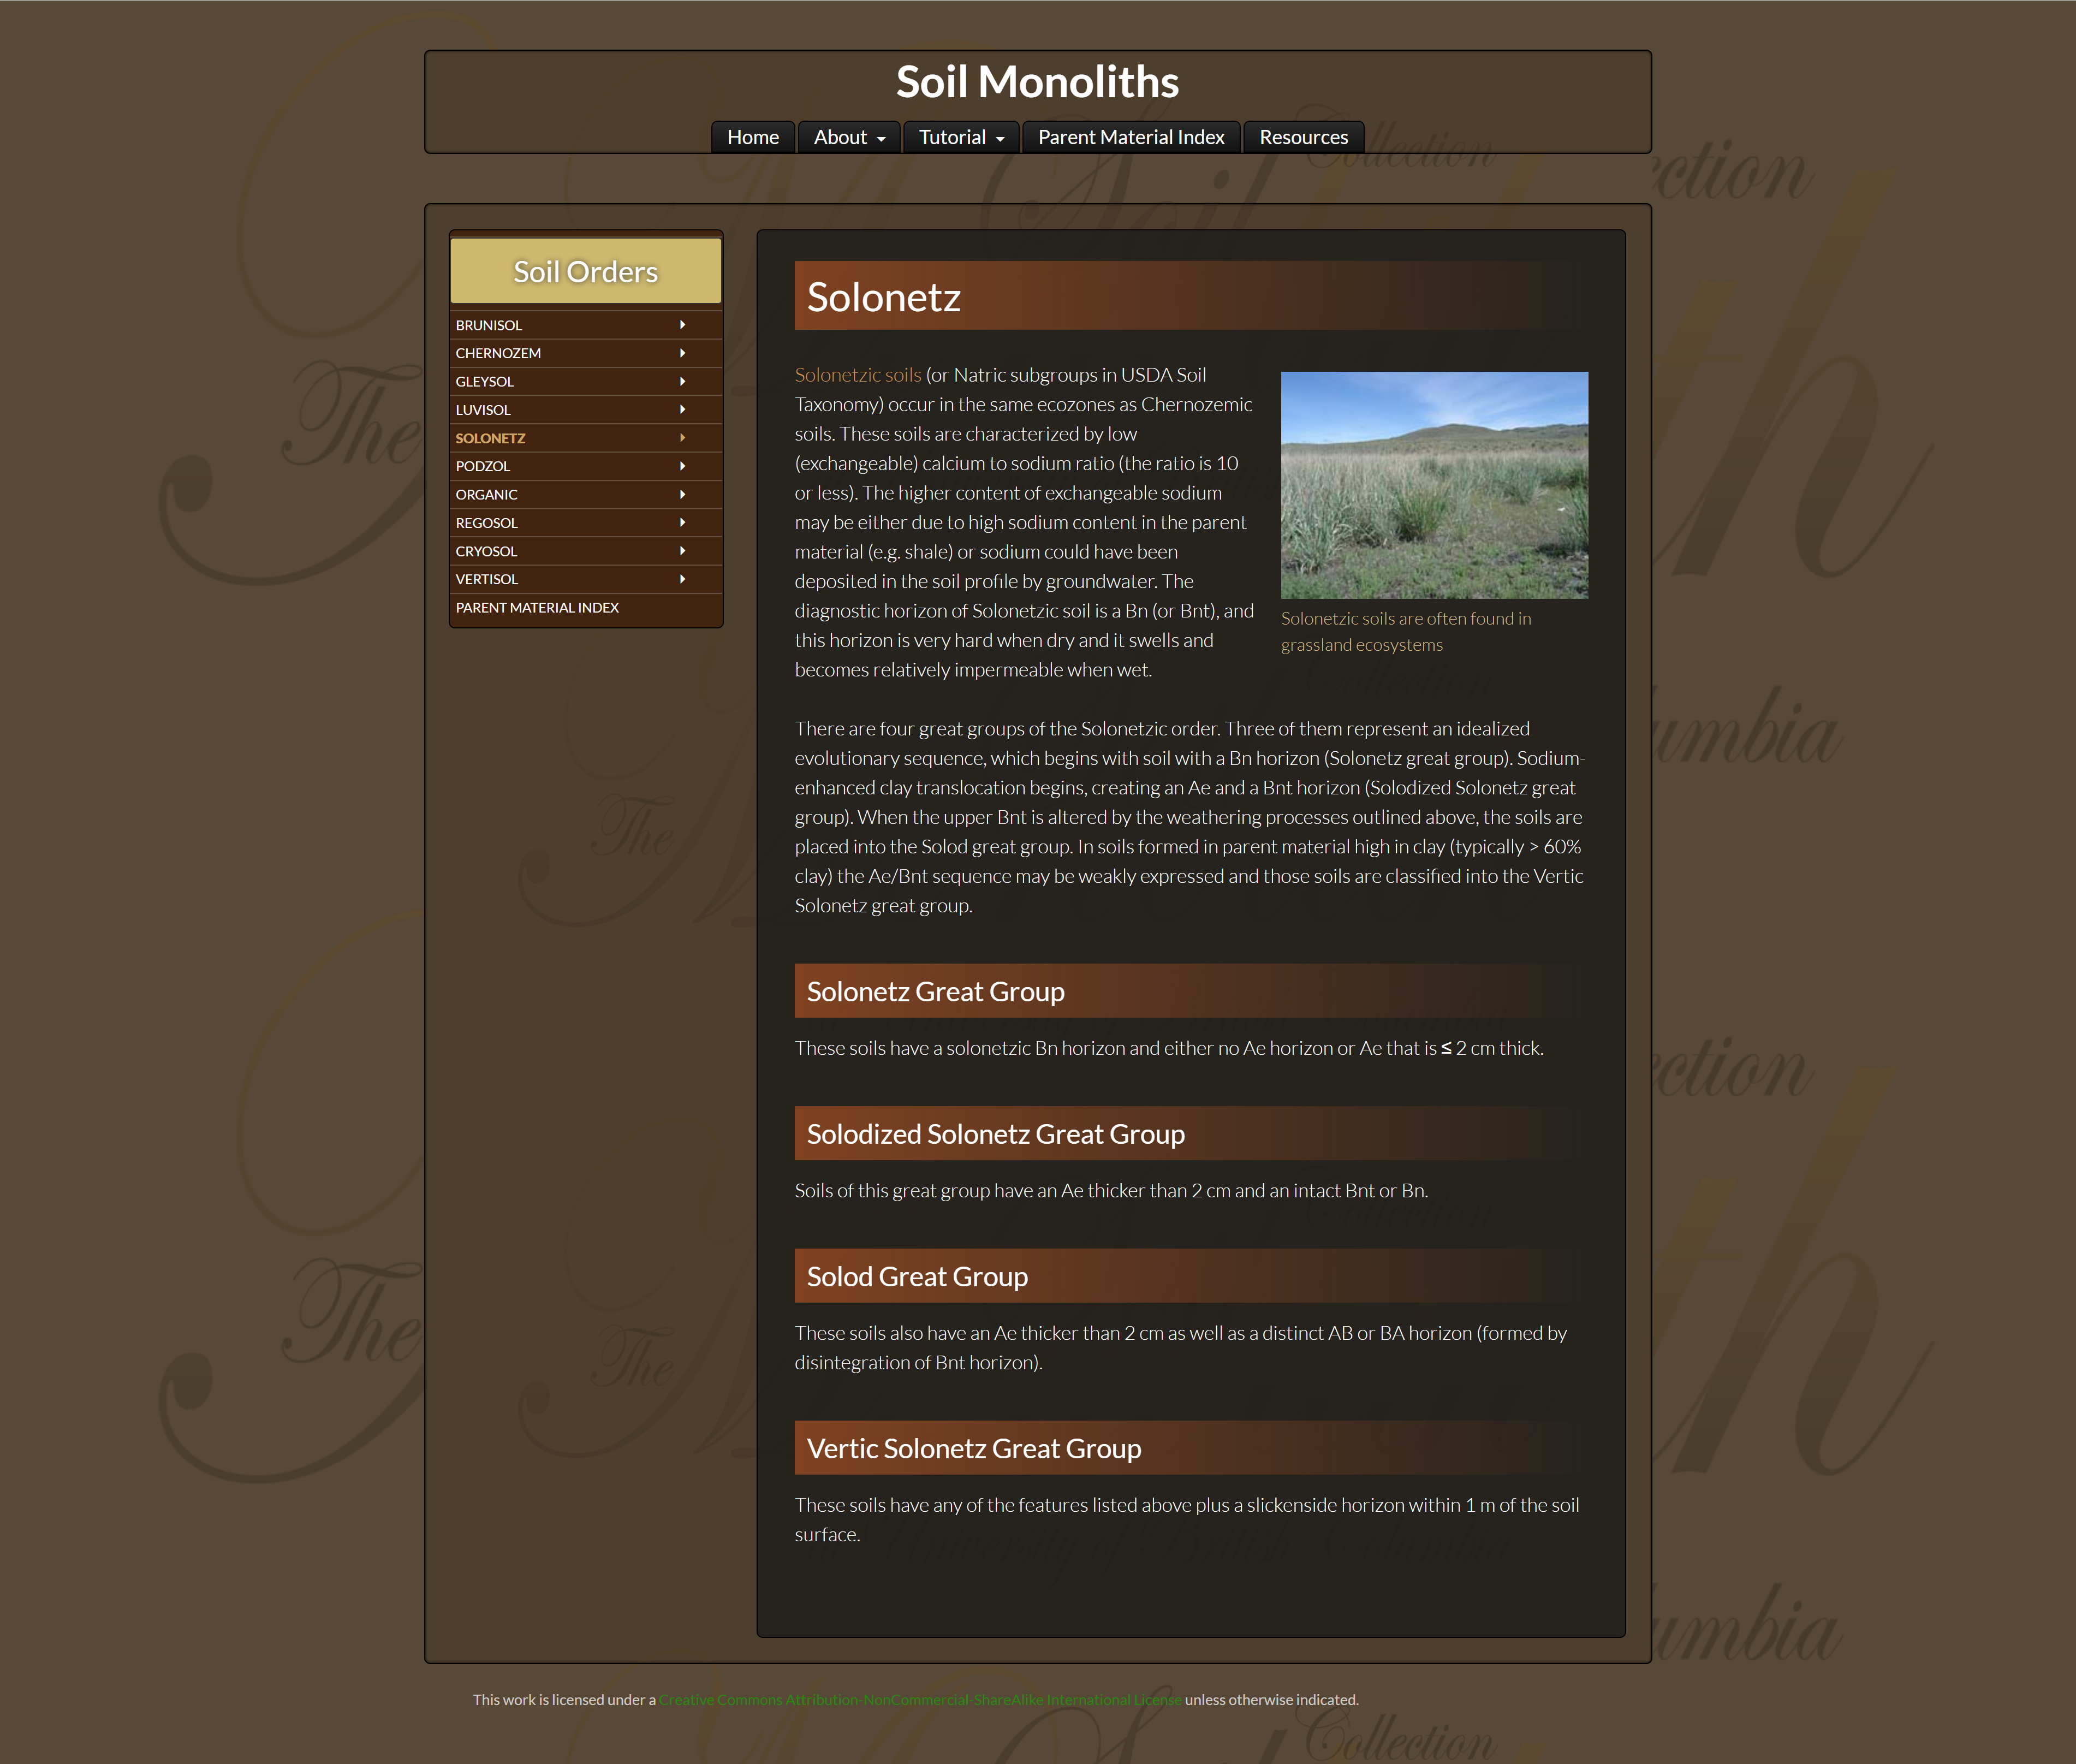 Soil Monoliths
Home
About
Tutorial
Parent Material Index
Resources
Soil Orders
BRUNISOL
CHERNOZEM
GLEYSOL
LUVISOL
SOLONETZ
PODZOL
ORGANIC
REGOSOL
CRYOSOL
VERTISOL
PARENT MATERIAL INDEX
Solonetz
Solonetzic soils (or Natric subgroups in USDA Soil
Taxonomy) occur in the same ecozones as Chernozemic
soils. These soils are characterized by low
(exchangeable) calcium to sodium ratio (the ratio is 10
or less). The higher content of exchangeable sodium
may be either due to high sodium content in the parent
material (e.g. shale) or sodium could have been
deposited in the soil profile by groundwater. The
diagnostic horizon of Solonetzic soil is a Bn (or Bnt), and
this horizon is very hard when dry and it swells and
becomes relatively impermeable when wet.
Solonetzic soils are often found in
grassland ecosystems
There are four great groups of the Solonetzic order. Three of them represent an idealized
evolutionary sequence, which begins with soil with a Bn horizon (Solonetz great group). Sodium-
enhanced clay translocation begins, creating an Ae and a Bnt horizon (Solodized Solonetz great
group). When the upper Bnt is altered by the weathering processes outlined above, the soils are
placed into the Solod great group. In soils formed in parent material high in clay (typically > 60%
clay) the Ae/Bnt sequence may be weakly expressed and those soils are classified into the Vertic
Solonetz great group.
Solonetz Great Group
These soils have a solonetzic Bn horizon and either no Ae horizon or Ae that is ≤ 2 cm thick.
Solodized Solonetz Great Group
Soils of this great group have an Ae thicker than 2 cm and an intact Bnt or Bn.
Solod Great Group
These soils also have an Ae thicker than 2 cm as well as a distinct AB or BA horizon (formed by
disintegration of Bnt horizon).
Vertic Solonetz Great Group
These soils have any of the features listed above plus a slickenside horizon within 1 m of the soil
surface.
This work is licensed under a Creative Commons Attribution-NonCommercial-ShareAlike International License unless otherwise indicated.
The
Collection